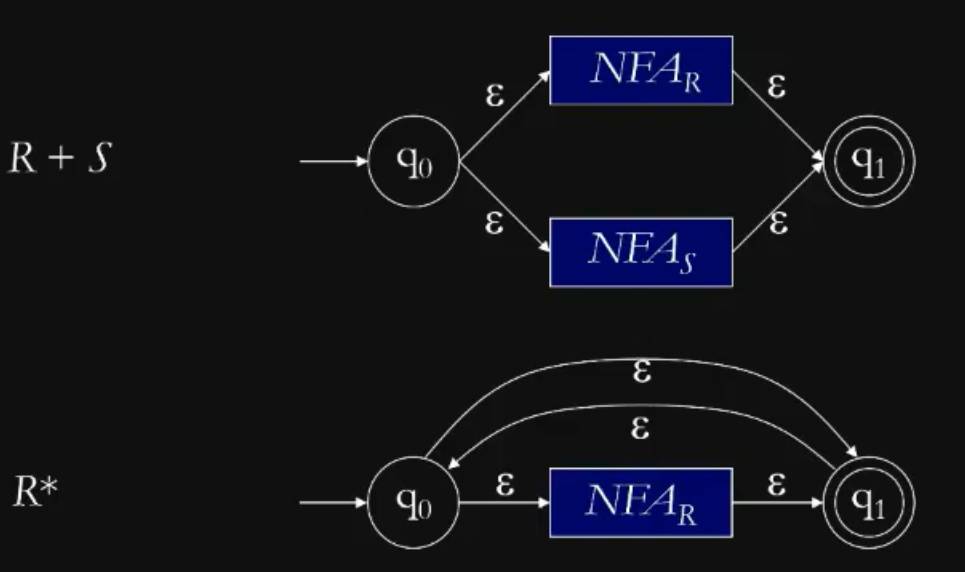 NFA_R
ε ε
R + S q₀ q₁
ε ε
NFA_S
ε
ε
R* q₀ ε NFA_R ε q₁